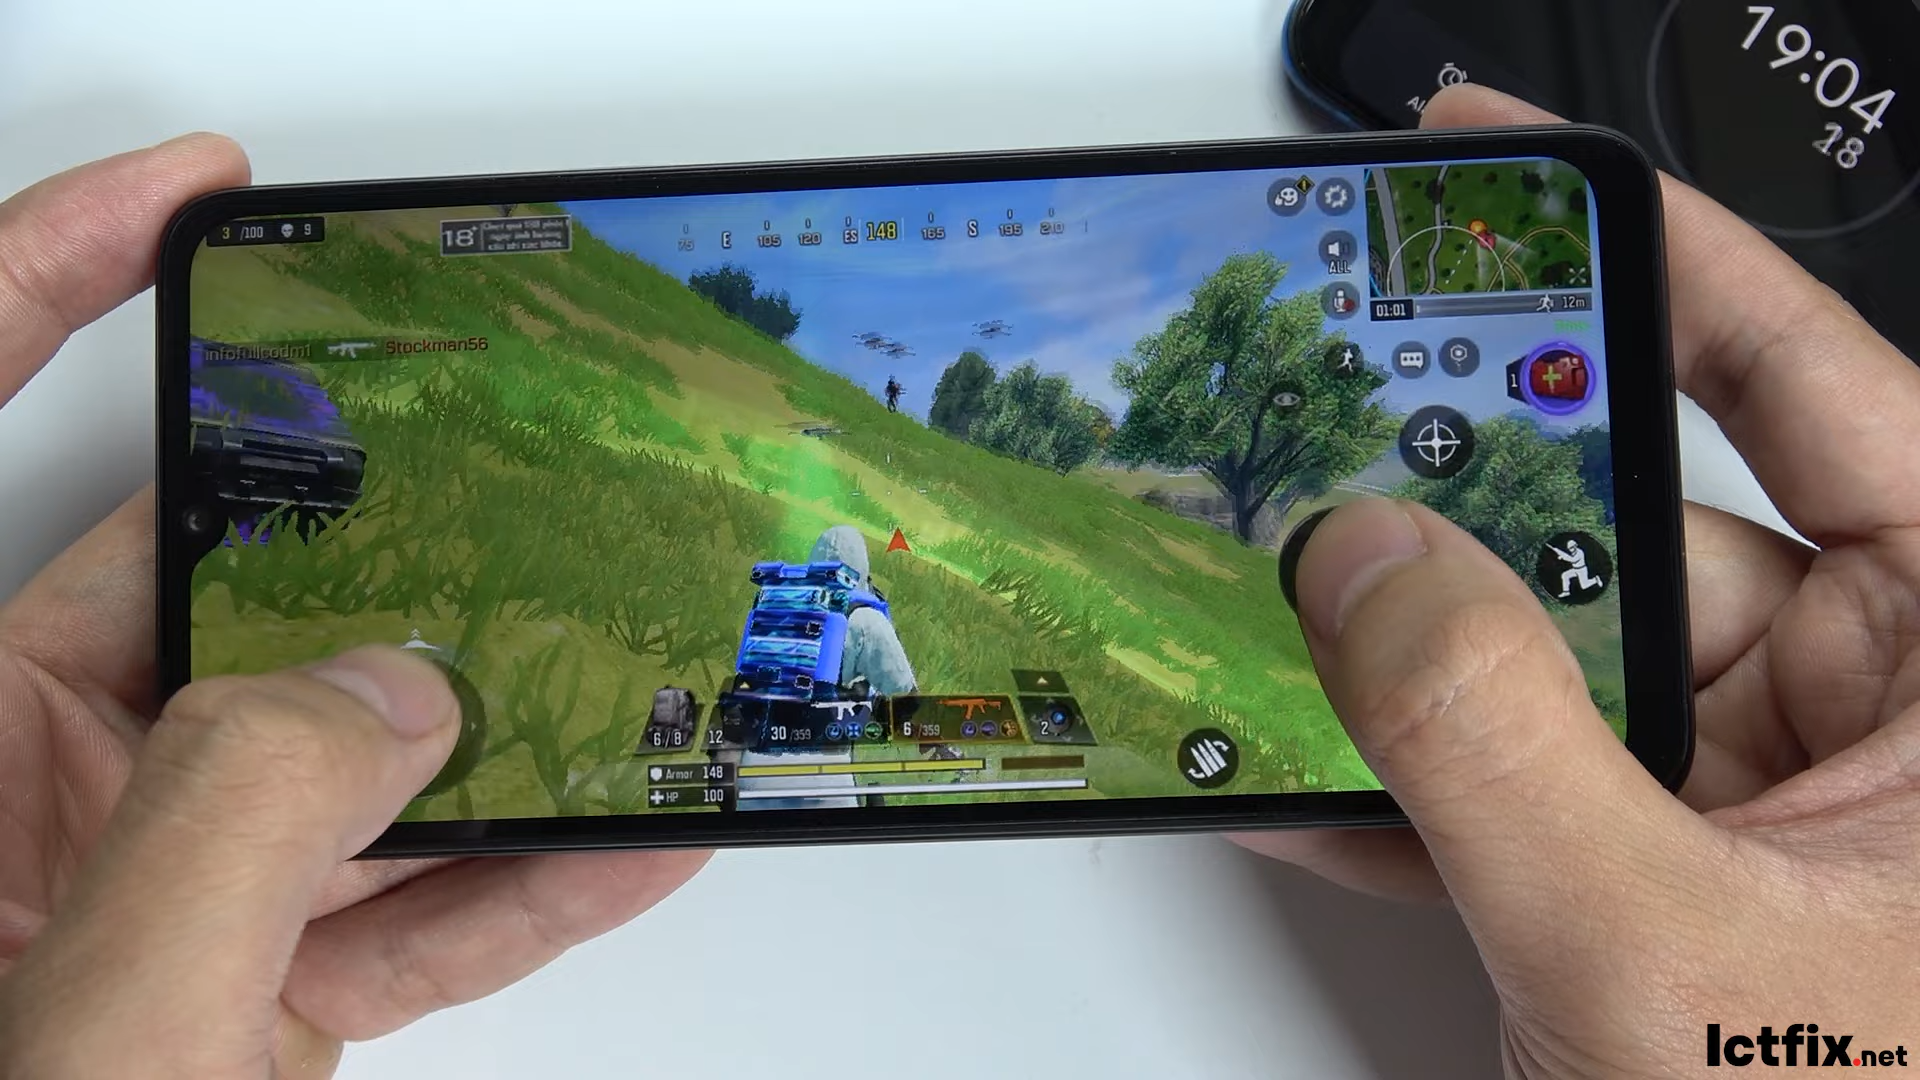 19:04
28
3 /100 9
18+
75 E 105 120 ES 148 165 S 195 210
ALL
01:01 12m
infofullcodm1 Stockman56
1
6/8 12 30 /359 6 /359 2
Armor 148
HP 100
Ictfix.net